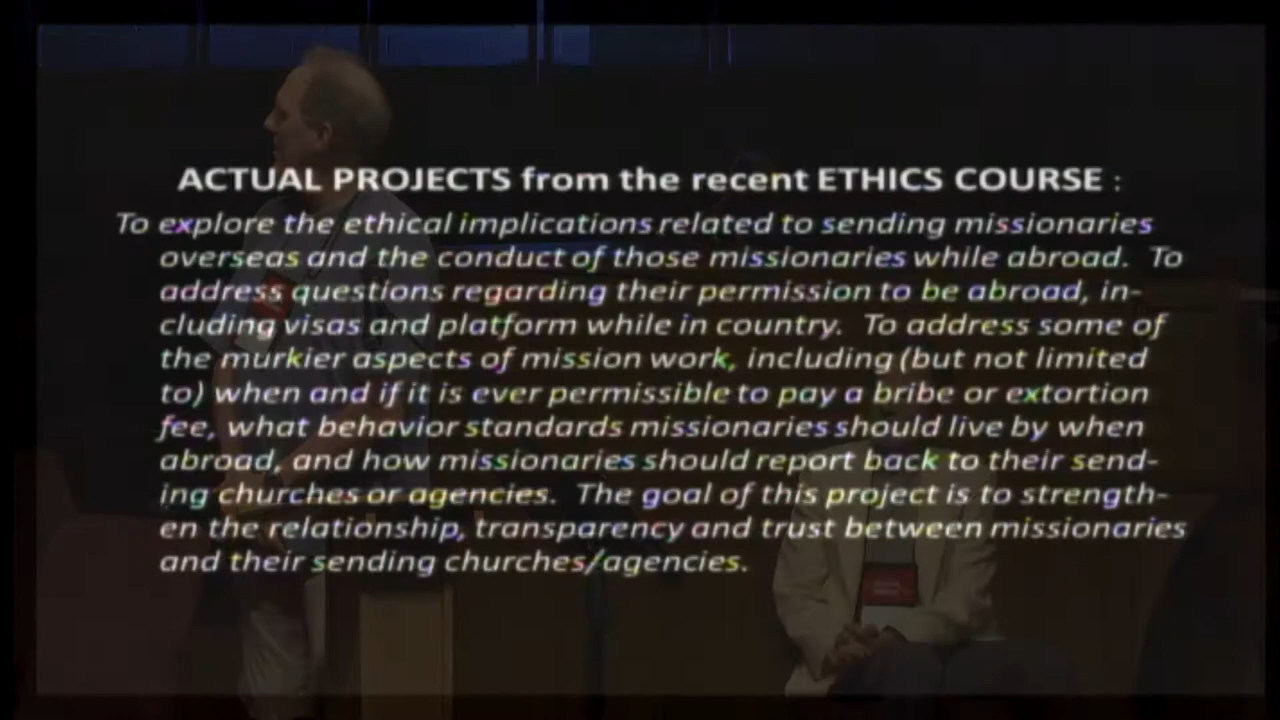 ACTUAL PROJECTS from the recent ETHICS COURSE :
To explore the ethical implications related to sending missionaries
overseas and the conduct of those missionaries while abroad. To
address questions regarding their permission to be abroad, in-
cluding visas and platform while in country. To address some of
the murkier aspects of mission work, including (but not limited
to) when and if it is ever permissible to pay a bribe or extortion
fee, what behavior standards missionaries should live by when
abroad, and how missionaries should report back to their send-
ing churches or agencies. The goal of this project is to strength-
en the relationship, transparency and trust between missionaries
and their sending churches/agencies.